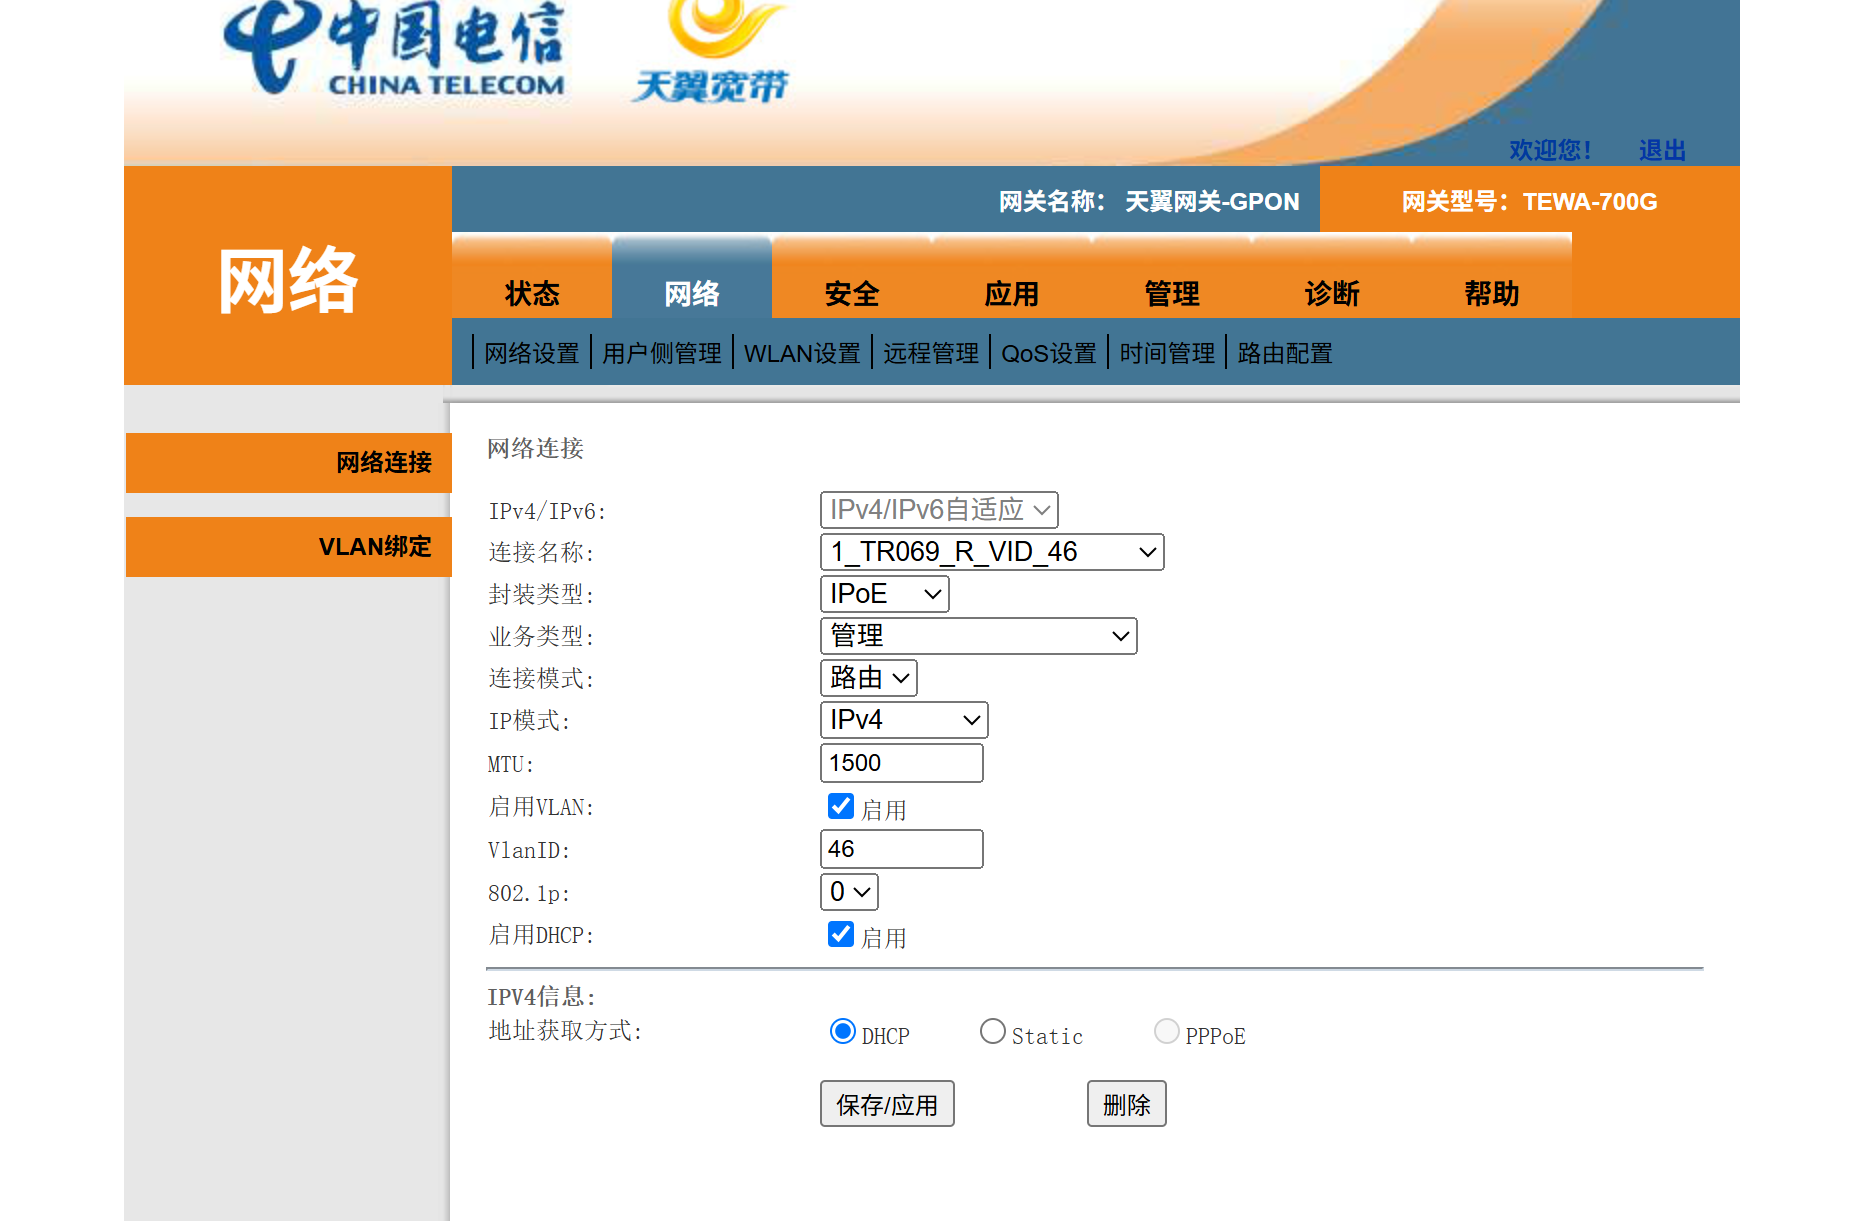 中国电信
CHINA TELECOM
天翼宽带
欢迎您！ 退出
网关名称： 天翼网关-GPON 网关型号：TEWA-700G
网络
状态 网络 安全 应用 管理 诊断 帮助
网络设置 用户侧管理 WLAN设置 远程管理 QoS设置 时间管理 路由配置
网络连接
VLAN绑定
网络连接
IPv4/IPv6: IPv4/IPv6自适应
连接名称: 1_TR069_R_VID_46
封装类型: IPoE
业务类型: 管理
连接模式: 路由
IP模式: IPv4
MTU: 1500
启用VLAN: 启用
VlanID: 46
802.1p: 0
启用DHCP: 启用
IPV4信息:
地址获取方式: DHCP Static PPPoE
保存/应用 删除